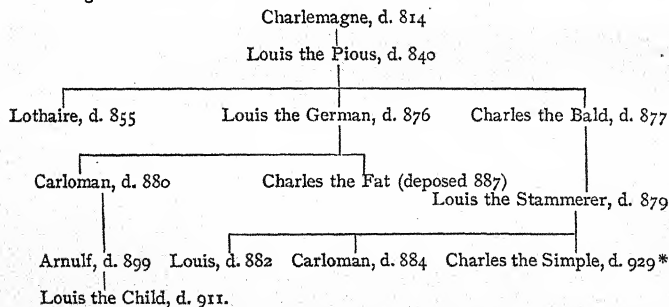 Charlemagne, d. 814
Louis the Pious, d. 840
Lothaire, d. 855 Louis the German, d. 876 Charles the Bald, d. 877
Carloman, d. 880 Charles the Fat (deposed 887)
Louis the Stammerer, d. 879
Arnulf, d. 899 Louis, d. 882 Carloman, d. 884 Charles the Simple, d. 929*
Louis the Child, d. 911.